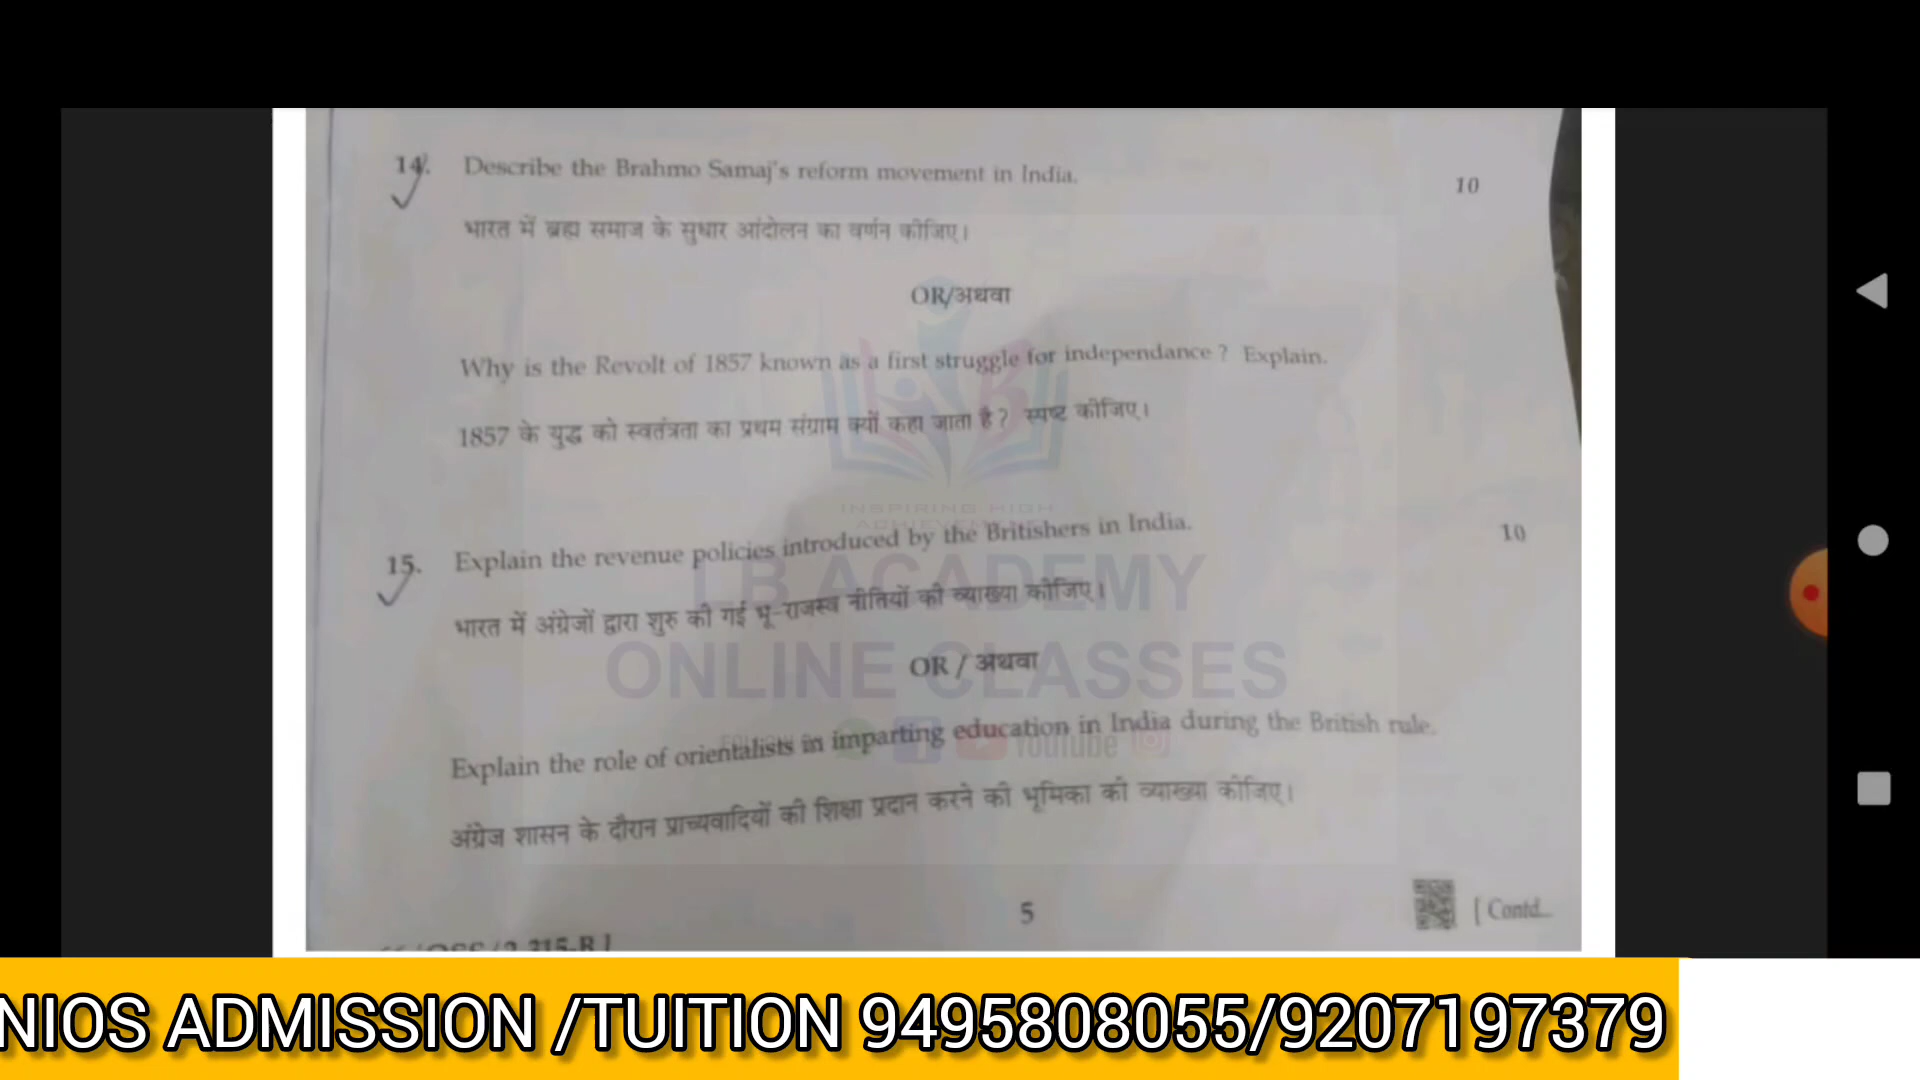 14. Describe the Brahmo Samaj's reform movement in India. 10
भारत में ब्रह्म समाज के सुधार आंदोलन का वर्णन कीजिए।
OR/अथवा
Why is the Revolt of 1857 known as a first struggle for independance ? Explain.
1857 के युद्ध को स्वतंत्रता का प्रथम संग्राम क्यों कहा जाता है ? स्पष्ट कीजिए।
INSPIRING HIGH
15. Explain the revenue policies introduced by the Britishers in India. 10
LB ACADEMY
भारत में अंग्रेजों द्वारा शुरु की गई भू-राजस्व नीतियों की व्याख्या कीजिए।
ONLINE CLASSES
OR / अथवा
Explain the role of orientalists in imparting education in India during the British rule.
YouTube
अंग्रेज शासन के दौरान प्राच्यवादियों की शिक्षा प्रदान करने की भूमिका की व्याख्या कीजिए।
5
[ Contd...
NIOS ADMISSION /TUITION 9495808055/9207197379